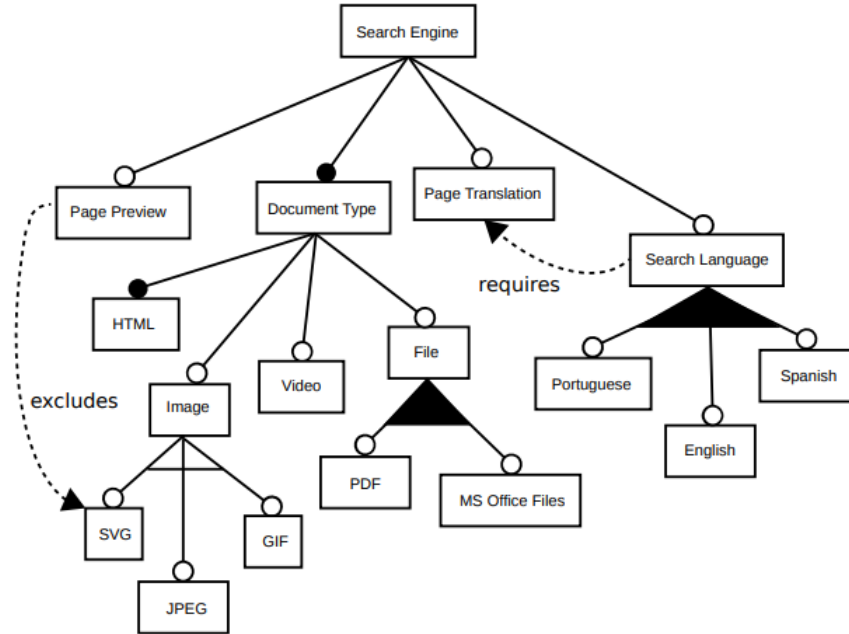 Search Engine
Page Preview
Document Type
Page Translation
Search Language
requires
HTML
Image
Video
File
Portuguese
Spanish
English
excludes
PDF
MS Office Files
SVG
JPEG
GIF